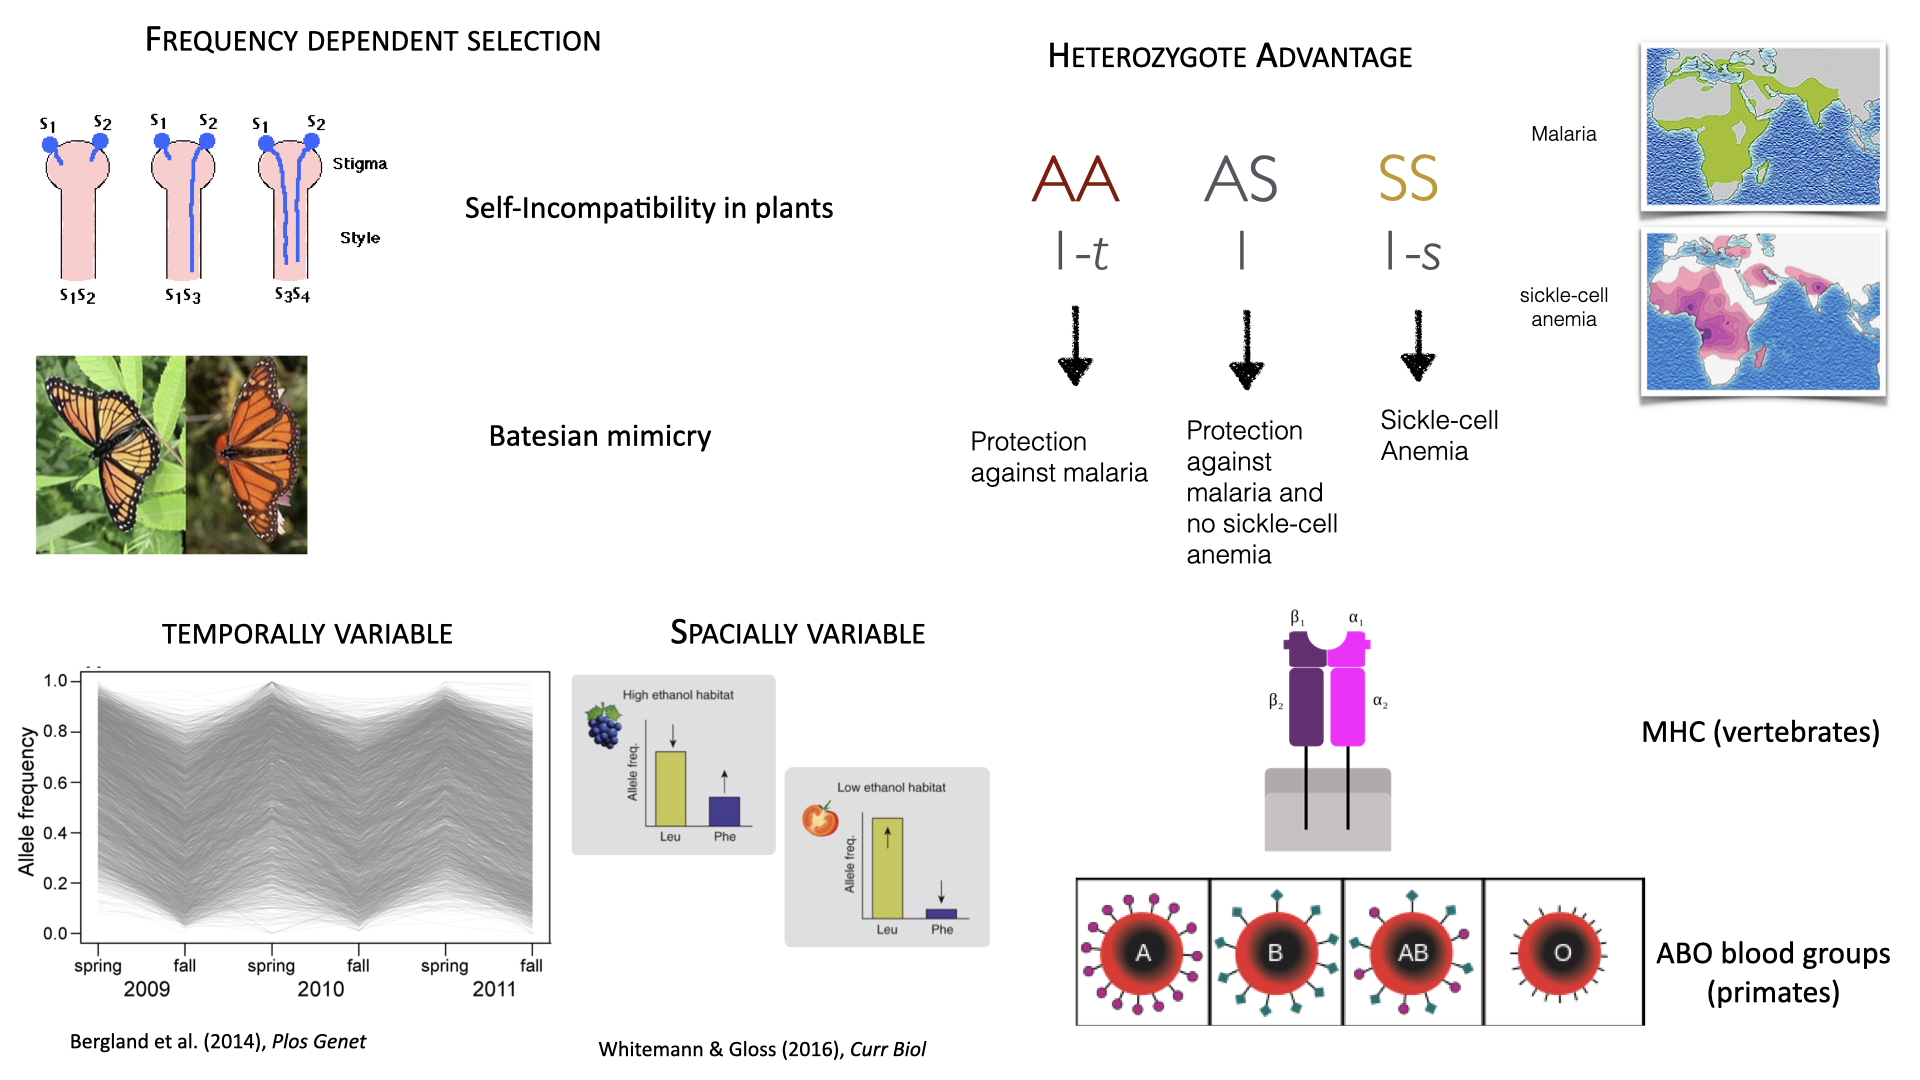 FREQUENCY DEPENDENT SELECTION
S1 S2 S1 S2 S1 S2
Stigma
Style
S1S2 S1S3 S3S4
Self-Incompatibility in plants
Batesian mimicry
HETEROZYGOTE ADVANTAGE
AA AS SS
1-t 1 1-s
Protection
against malaria
Protection
against
malaria and
no sickle-cell
anemia
Sickle-cell
Anemia
Malaria
sickle-cell
anemia
TEMPORALLY VARIABLE
Allele frequency
1.0
0.8
0.6
0.4
0.2
0.0
spring fall spring fall spring fall
2009 2010 2011
Bergland et al. (2014), Plos Genet
SPACIALLY VARIABLE
High ethanol habitat
Allele freq.
Leu Phe
Low ethanol habitat
Allele freq.
Leu Phe
Whitemann & Gloss (2016), Curr Biol
β1 α1
β2 α2
MHC (vertebrates)
A B AB O
ABO blood groups
(primates)